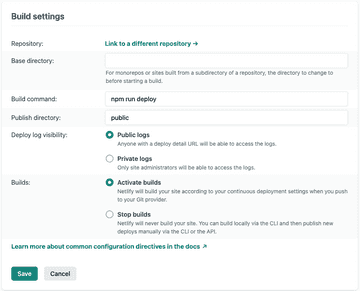 Build settings
Repository:
Link to a different repository →
Base directory:
For monorepos or sites built from a subdirectory of a repository, the directory to change to
before starting a build.
Build command:
npm run deploy
Publish directory:
public
Deploy log visibility:
Public logs
Anyone with a deploy detail URL will be able to access the logs.
Private logs
Only site administrators will be able to access the logs.
Builds:
Activate builds
Netlify will build your site according to your continuous deployment settings when you push
to your Git provider.
Stop builds
Netlify will never build your site. You can build locally via the CLI and then publish new
deploys manually via the CLI or the API.
Learn more about common configuration directives in the docs ↗
Save
Cancel